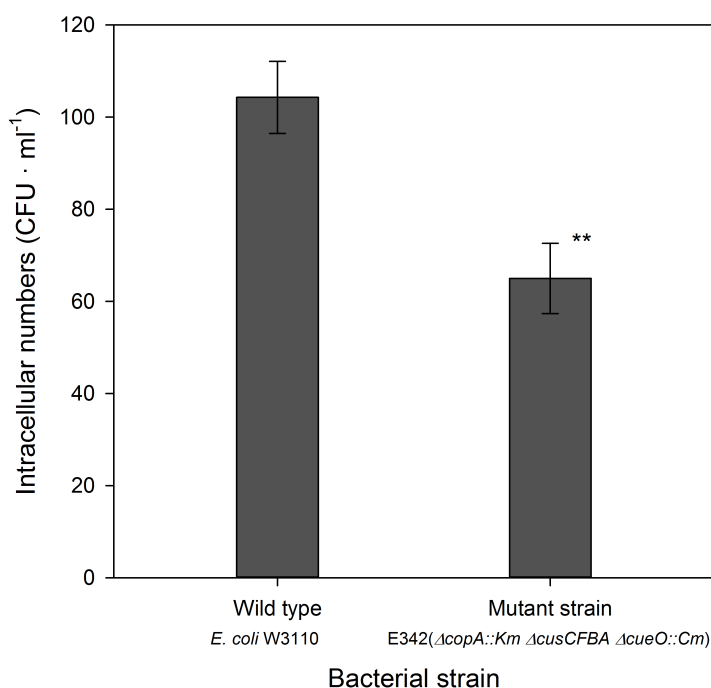 120
100
80
60
40
20
0
Intracellular numbers (CFU · ml⁻¹)
**
Wild type
E. coli W3110
Mutant strain
E342(ΔcopA::Km ΔcusCFBA ΔcueO::Cm)
Bacterial strain